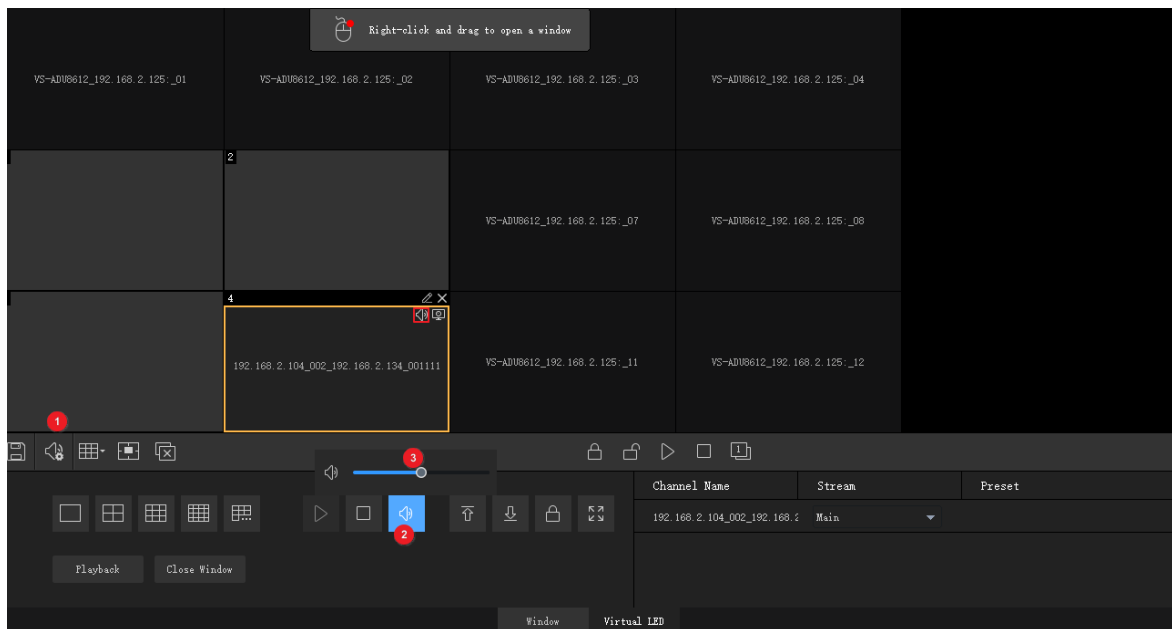 Right-click and drag to open a window
VS-ADU8612_192.168.2.125:_01
VS-ADU8612_192.168.2.125:_02
VS-ADU8612_192.168.2.125:_03
VS-ADU8612_192.168.2.125:_04
2
VS-ADU8612_192.168.2.125:_07
VS-ADU8612_192.168.2.125:_08
4
192.168.2.104_002_192.168.2.134_001111
VS-ADU8612_192.168.2.125:_11
VS-ADU8612_192.168.2.125:_12
1
1
3
Channel Name
Stream
Preset
192.168.2.104_002_192.168.2
Main
2
Playback
Close Window
Window
Virtual LED